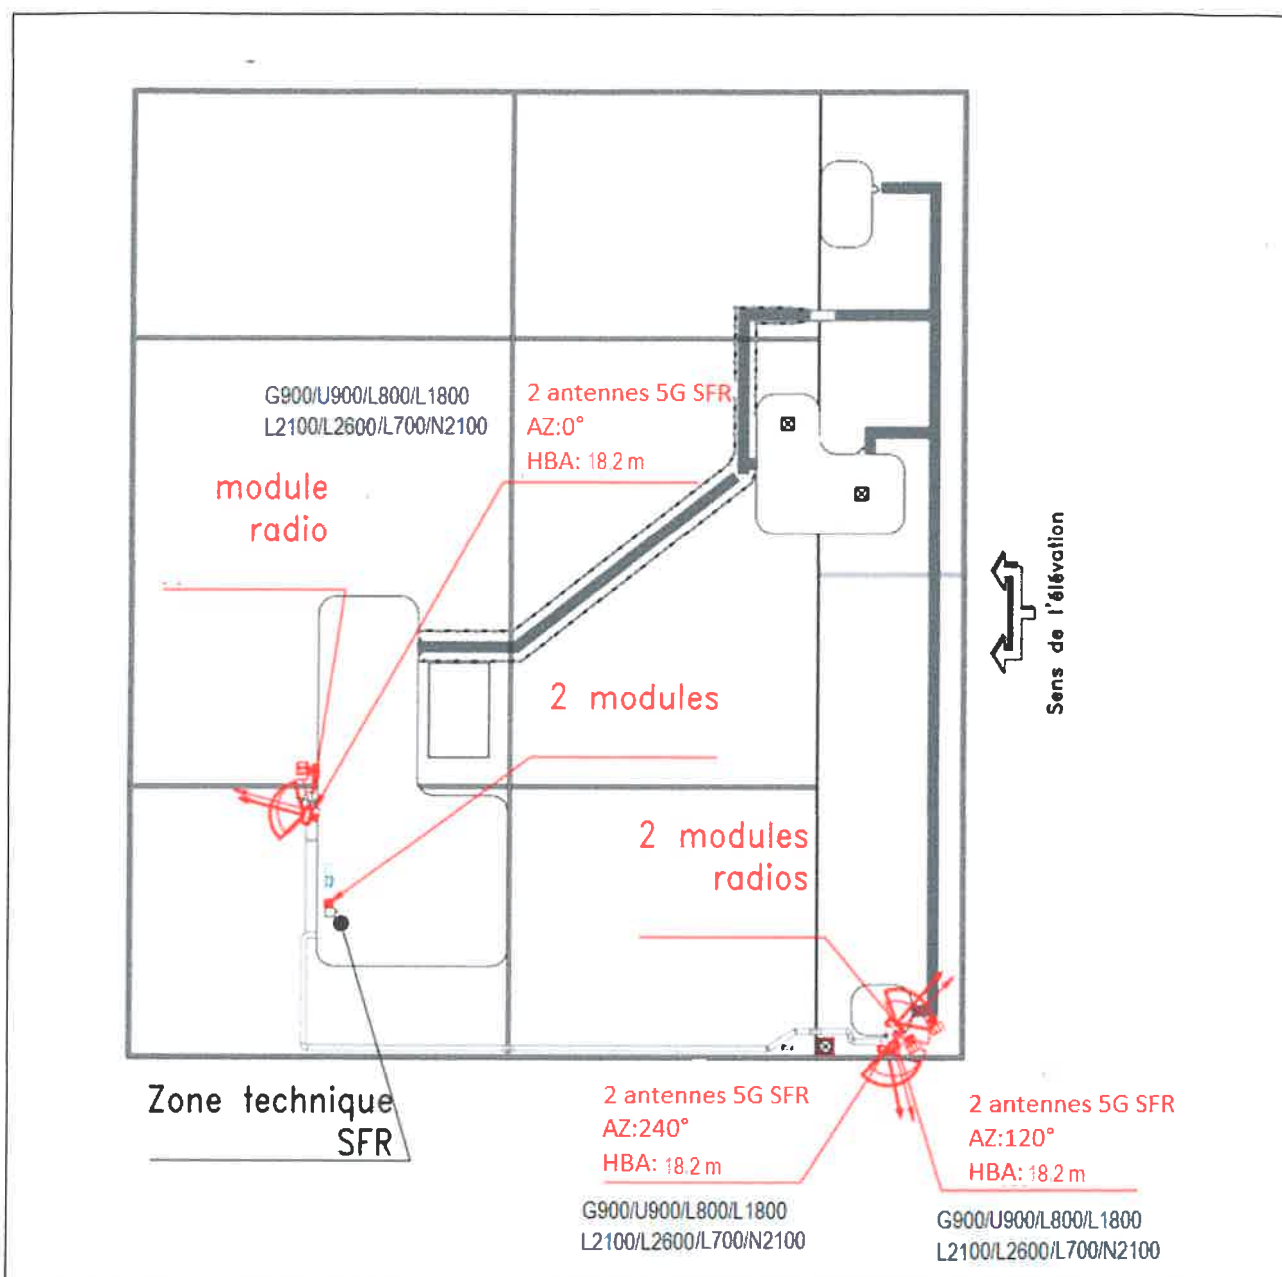 G900/U900/L800/L1800
L2100/L2600/L700/N2100
2 antennes 5G SFR
AZ:0°
HBA: 18.2 m
module
radio
Sens de l'élévation
2 modules
2 modules
radios
Zone technique
SFR
2 antennes 5G SFR
AZ:240°
HBA: 18.2 m
G900/U900/L800/L1800
L2100/L2600/L700/N2100
2 antennes 5G SFR
AZ:120°
HBA: 18.2 m
G900/U900/L800/L1800
L2100/L2600/L700/N2100